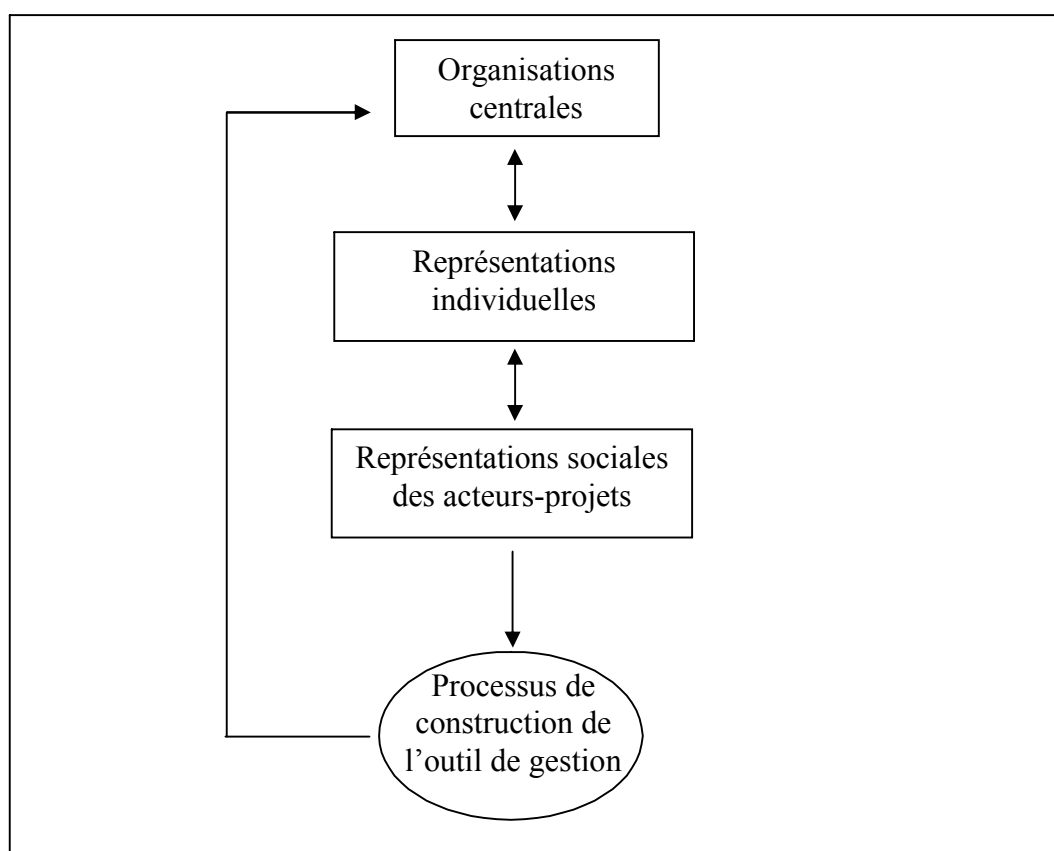 Organisations
centrales
Représentations
individuelles
Représentations sociales
des acteurs-projets
Processus de
construction de
l’outil de gestion